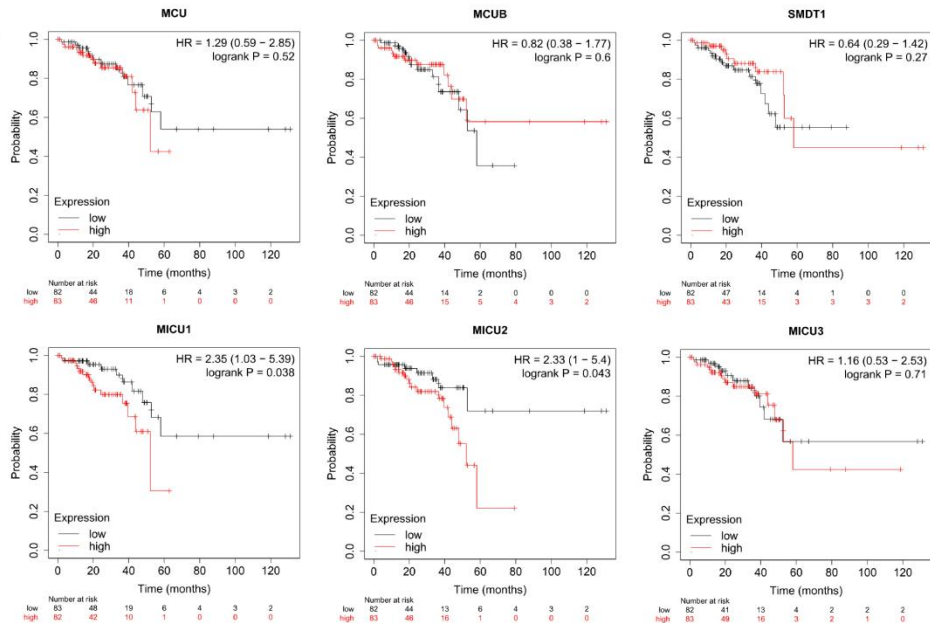 MCU
HR = 1.29 (0.59 – 2.85)
logrank P = 0.52
Probability
1.0
0.8
0.6
0.4
0.2
0.0
Expression
low
high
0 20 40 60 80 100 120
Time (months)
Number at risk
low 82 44 18 6 4 3 2
high 83 46 11 1 0 0 0
MCUB
HR = 0.82 (0.38 – 1.77)
logrank P = 0.6
Probability
1.0
0.8
0.6
0.4
0.2
0.0
Expression
low
high
0 20 40 60 80 100 120
Time (months)
Number at risk
low 82 44 14 2 0 0 0
high 83 46 15 5 4 3 2
SMDT1
HR = 0.64 (0.29 – 1.42)
logrank P = 0.27
Probability
1.0
0.8
0.6
0.4
0.2
0.0
Expression
low
high
0 20 40 60 80 100 120
Time (months)
Number at risk
low 82 47 14 4 1 0 0
high 83 43 15 3 3 3 2
MICU1
HR = 2.35 (1.03 – 5.39)
logrank P = 0.038
Probability
1.0
0.8
0.6
0.4
0.2
0.0
Expression
low
high
0 20 40 60 80 100 120
Time (months)
Number at risk
low 83 48 19 6 4 3 2
high 82 42 10 1 0 0 0
MICU2
HR = 2.33 (1 – 5.4)
logrank P = 0.043
Probability
1.0
0.8
0.6
0.4
0.2
0.0
Expression
low
high
0 20 40 60 80 100 120
Time (months)
Number at risk
low 82 44 13 6 4 3 2
high 83 46 16 1 0 0 0
MICU3
HR = 1.16 (0.53 – 2.53)
logrank P = 0.71
Probability
1.0
0.8
0.6
0.4
0.2
0.0
Expression
low
high
0 20 40 60 80 100 120
Time (months)
Number at risk
low 82 41 13 4 2 2 2
high 83 49 16 3 2 1 0